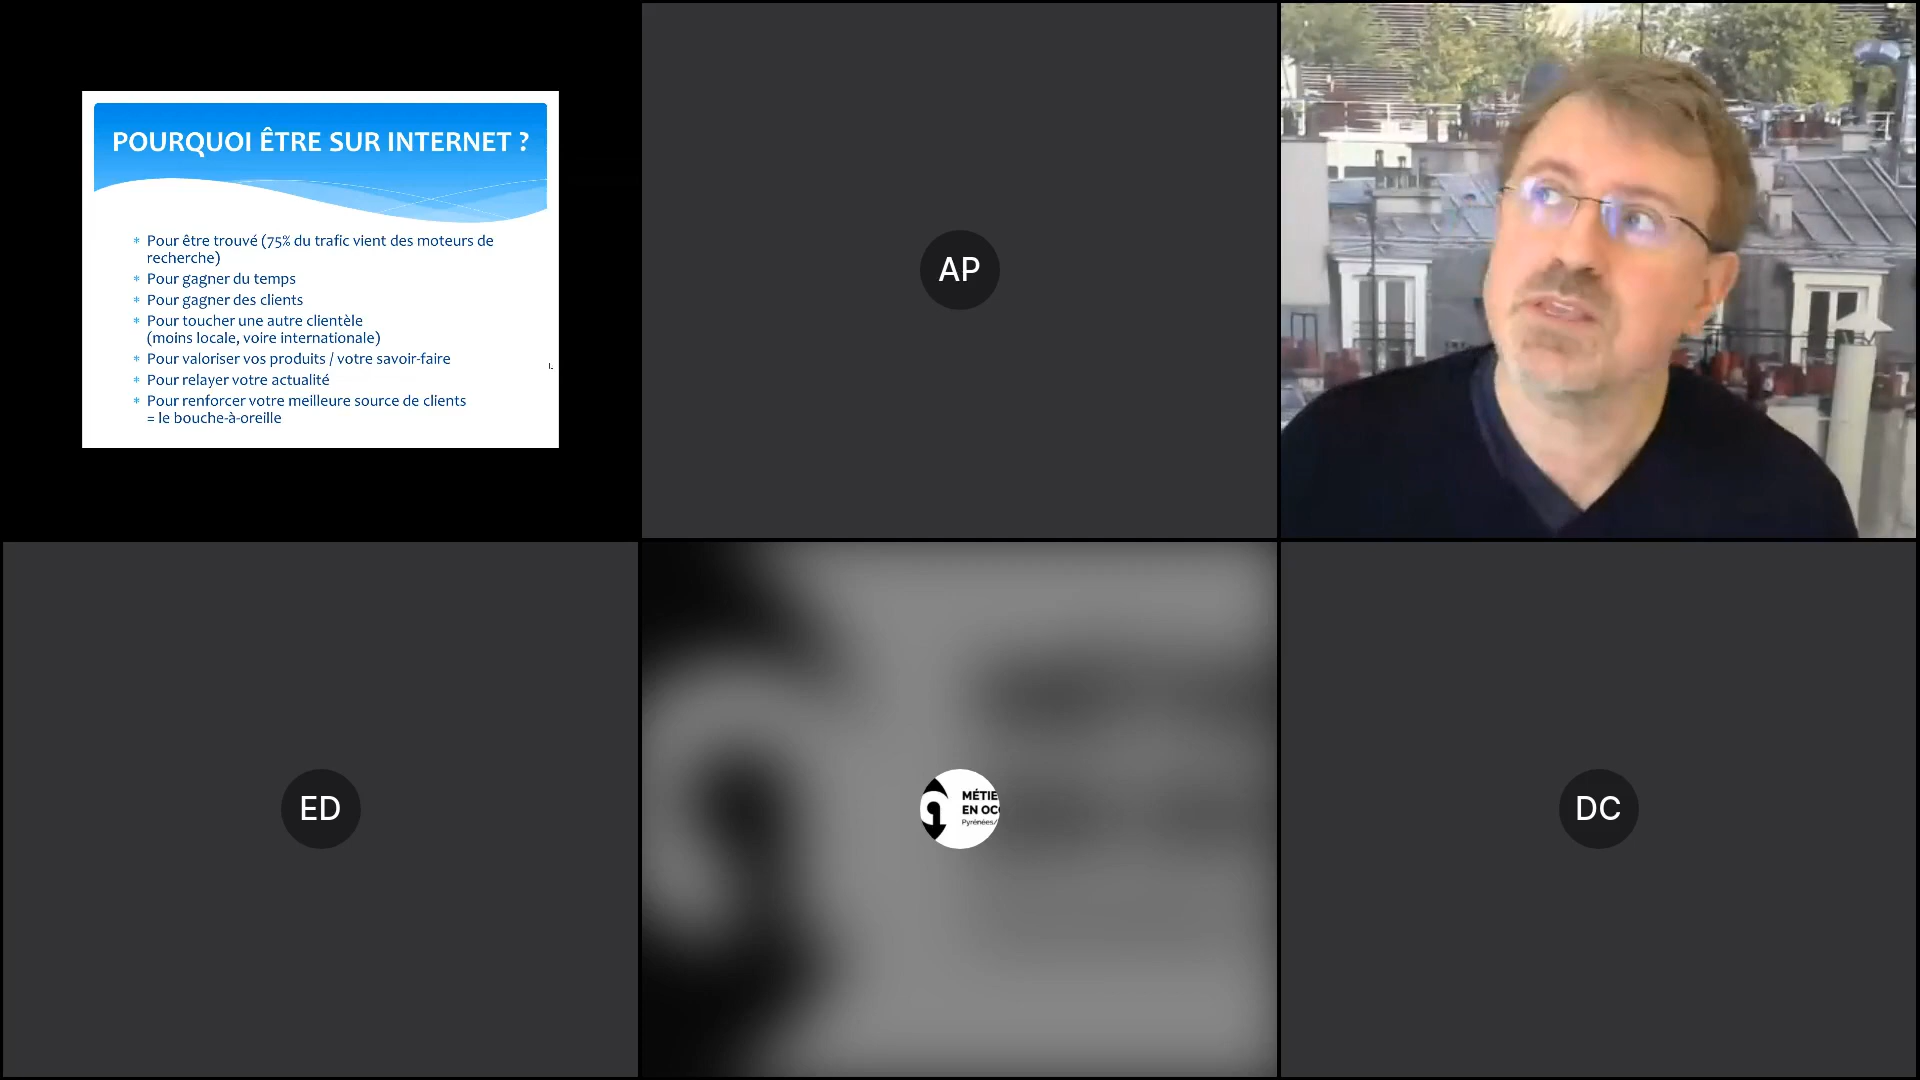 POURQUOI ÊTRE SUR INTERNET ?
* Pour être trouvé (75% du trafic vient des moteurs de
recherche)
* Pour gagner du temps
* Pour gagner des clients
* Pour toucher une autre clientèle
(moins locale, voire internationale)
* Pour valoriser vos produits / votre savoir-faire
* Pour relayer votre actualité
* Pour renforcer votre meilleure source de clients
= le bouche-à-oreille
AP
ED
MÉTIE
EN OC
Pyrénées/
DC